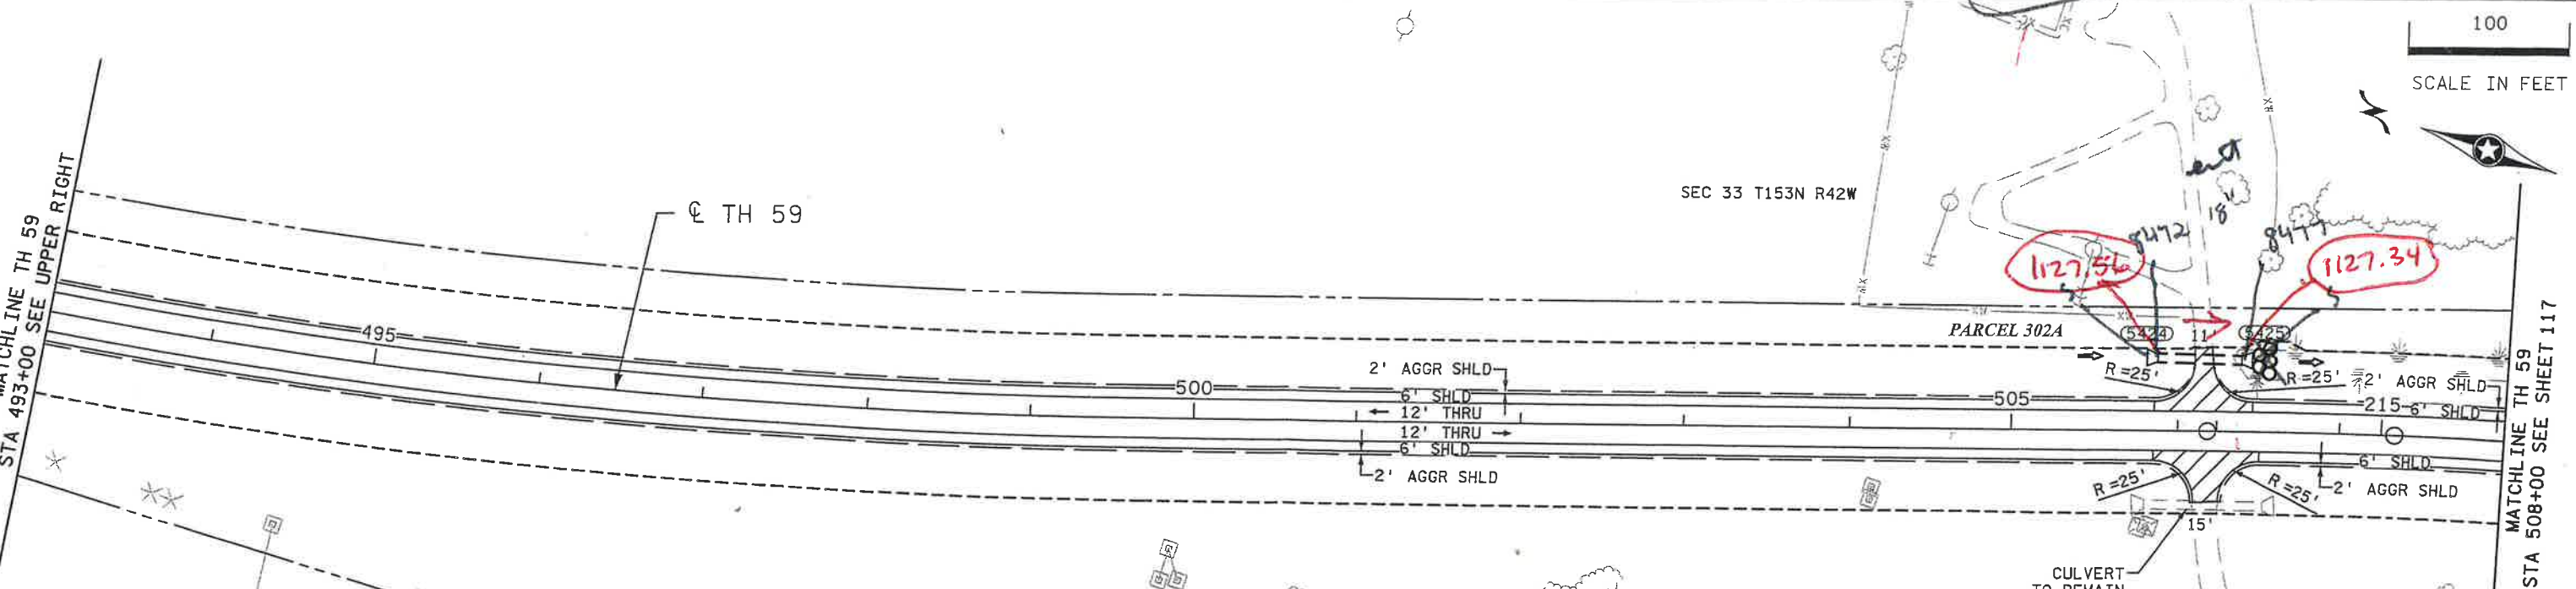 100
SCALE IN FEET
MATCHLINE TH 59
STA 493+00 SEE UPPER RIGHT
℄ TH 59
SEC 33 T153N R42W
ent
18"
8472
8477
1127.56
1127.34
PARCEL 302A
5424
11'
5425
495
500
505
215
2' AGGR SHLD
6' SHLD
← 12' THRU
12' THRU →
6' SHLD
2' AGGR SHLD
R=25'
R=25'
2' AGGR SHLD
6' SHLD
6' SHLD
2' AGGR SHLD
R=25'
R=25'
15'
CULVERT
TO REMAIN
MATCHLINE TH 59
STA 508+00 SEE SHEET 117